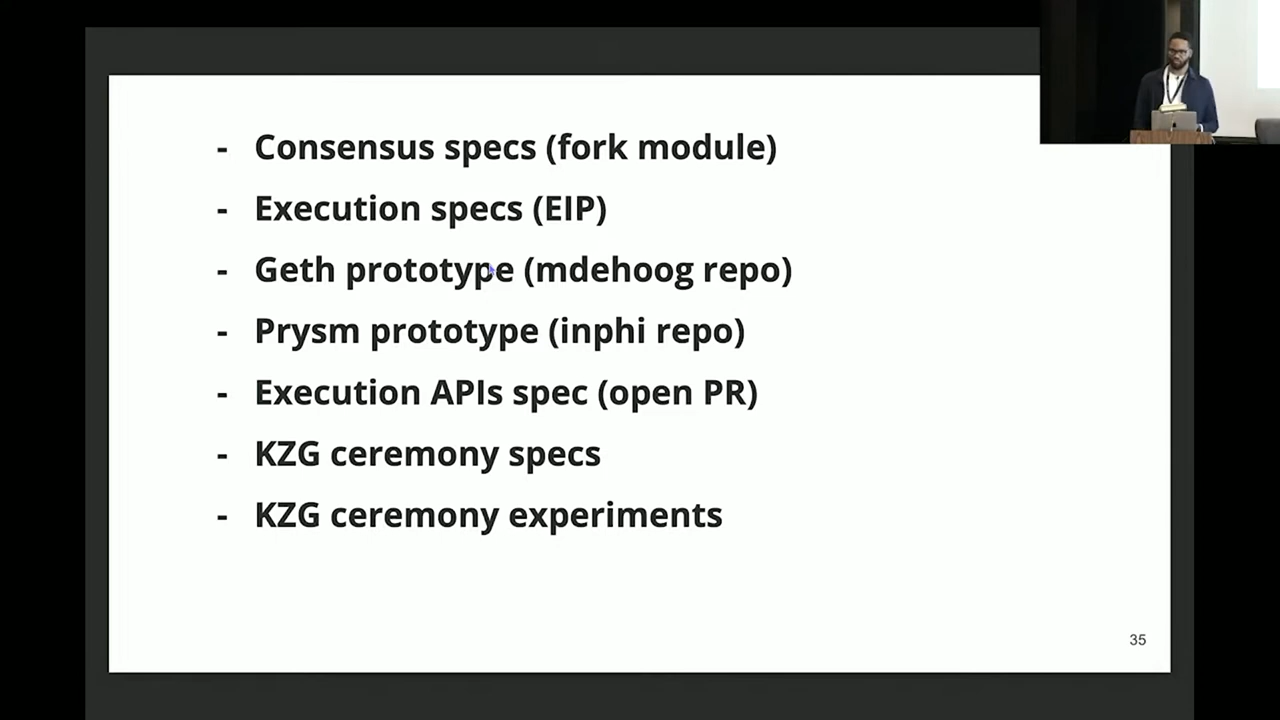 - Consensus specs (fork module)
- Execution specs (EIP)
- Geth prototype (mdehoog repo)
- Prysm prototype (inphi repo)
- Execution APIs spec (open PR)
- KZG ceremony specs
- KZG ceremony experiments
35